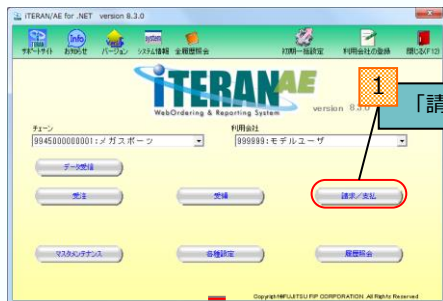 iTERAN/AE for .NET version 8.3.0
サポートサイト お知らせ バージョン システム情報 全履歴照会 初期一括設定 利用会社の登録 閉じる(F12)
Info
system
iTERAN AE
WebOrdering & Reporting System
version 8.3.0
1
「請
チェーン 利用会社
9945000000001:メガスポーツ 999999:モデルユーザ
データ受信
受注 受領 請求/支払
マスタメンテナンス 各種設定 履歴照会
Copyright©FUJITSU FIP CORPORATION. All Rights Reserved